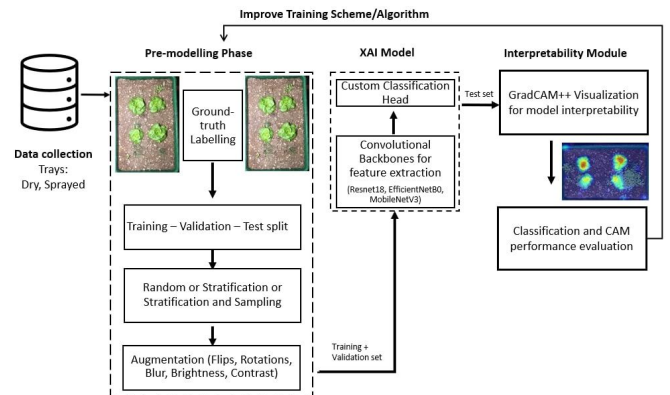 Improve Training Scheme/Algorithm
Pre-modelling Phase
XAI Model
Interpretability Module
Data collection
Trays:
Dry, Sprayed
Ground-
truth
Labelling
Training – Validation – Test split
Random or Stratification or
Stratification and Sampling
Augmentation (Flips, Rotations,
Blur, Brightness, Contrast)
Training +
Validation set
Custom Classification
Head
Convolutional
Backbones for
feature extraction
(Resnet18, EfficientNetB0,
MobileNetV3)
Test set
GradCAM++ Visualization
for model interpretability
Classification and CAM
performance evaluation